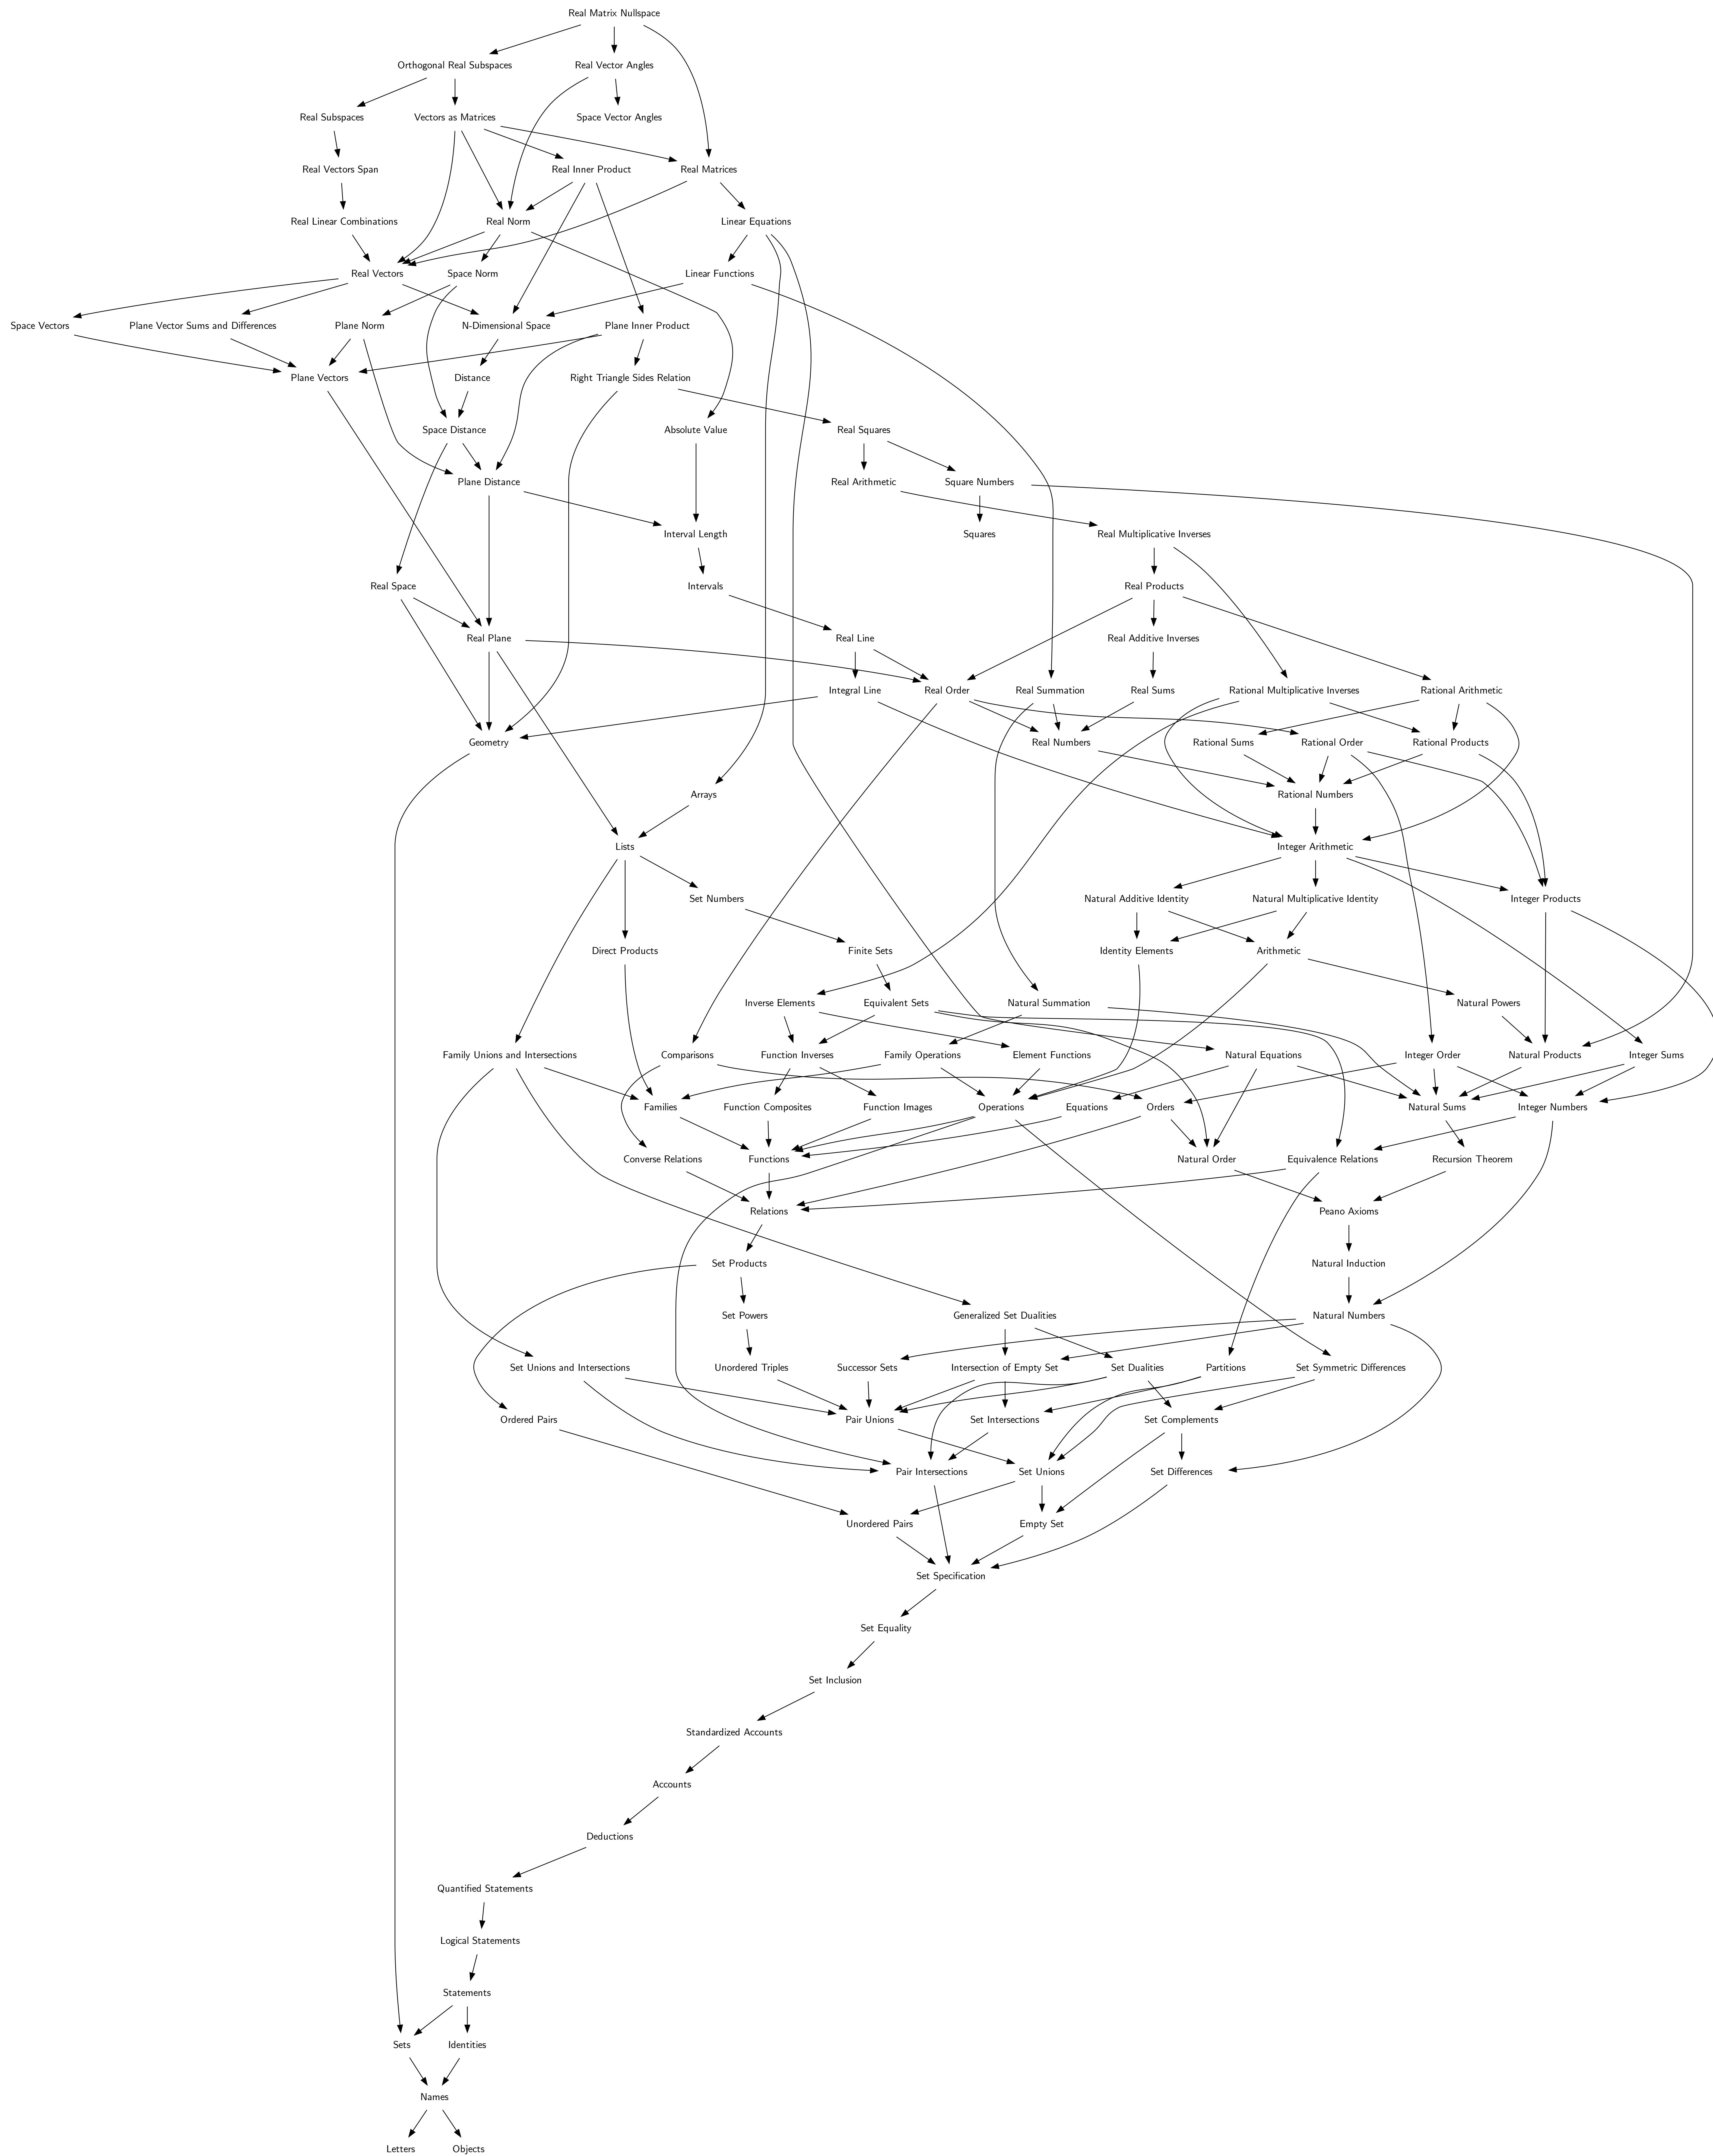 Real Matrix Nullspace
Orthogonal Real Subspaces
Real Vector Angles
Real Subspaces
Vectors as Matrices
Space Vector Angles
Real Vectors Span
Real Inner Product
Real Matrices
Real Linear Combinations
Real Norm
Linear Equations
Real Vectors
Space Norm
Linear Functions
Space Vectors
Plane Vector Sums and Differences
Plane Norm
N-Dimensional Space
Plane Inner Product
Plane Vectors
Distance
Right Triangle Sides Relation
Space Distance
Absolute Value
Real Squares
Plane Distance
Real Arithmetic
Square Numbers
Interval Length
Squares
Real Multiplicative Inverses
Real Space
Intervals
Real Products
Real Plane
Real Line
Real Additive Inverses
Integral Line
Real Order
Real Summation
Real Sums
Rational Multiplicative Inverses
Rational Arithmetic
Geometry
Real Numbers
Rational Sums
Rational Order
Rational Products
Arrays
Rational Numbers
Lists
Integer Arithmetic
Set Numbers
Natural Additive Identity
Natural Multiplicative Identity
Integer Products
Direct Products
Finite Sets
Identity Elements
Arithmetic
Inverse Elements
Equivalent Sets
Natural Summation
Natural Powers
Family Unions and Intersections
Comparisons
Function Inverses
Family Operations
Element Functions
Natural Equations
Integer Order
Natural Products
Integer Sums
Families
Function Composites
Function Images
Operations
Equations
Orders
Natural Sums
Integer Numbers
Converse Relations
Functions
Natural Order
Equivalence Relations
Recursion Theorem
Relations
Peano Axioms
Set Products
Natural Induction
Set Powers
Generalized Set Dualities
Natural Numbers
Set Unions and Intersections
Unordered Triples
Successor Sets
Intersection of Empty Set
Set Dualities
Partitions
Set Symmetric Differences
Ordered Pairs
Pair Unions
Set Intersections
Set Complements
Pair Intersections
Set Unions
Set Differences
Unordered Pairs
Empty Set
Set Specification
Set Equality
Set Inclusion
Standardized Accounts
Accounts
Deductions
Quantified Statements
Logical Statements
Statements
Sets
Identities
Names
Letters
Objects